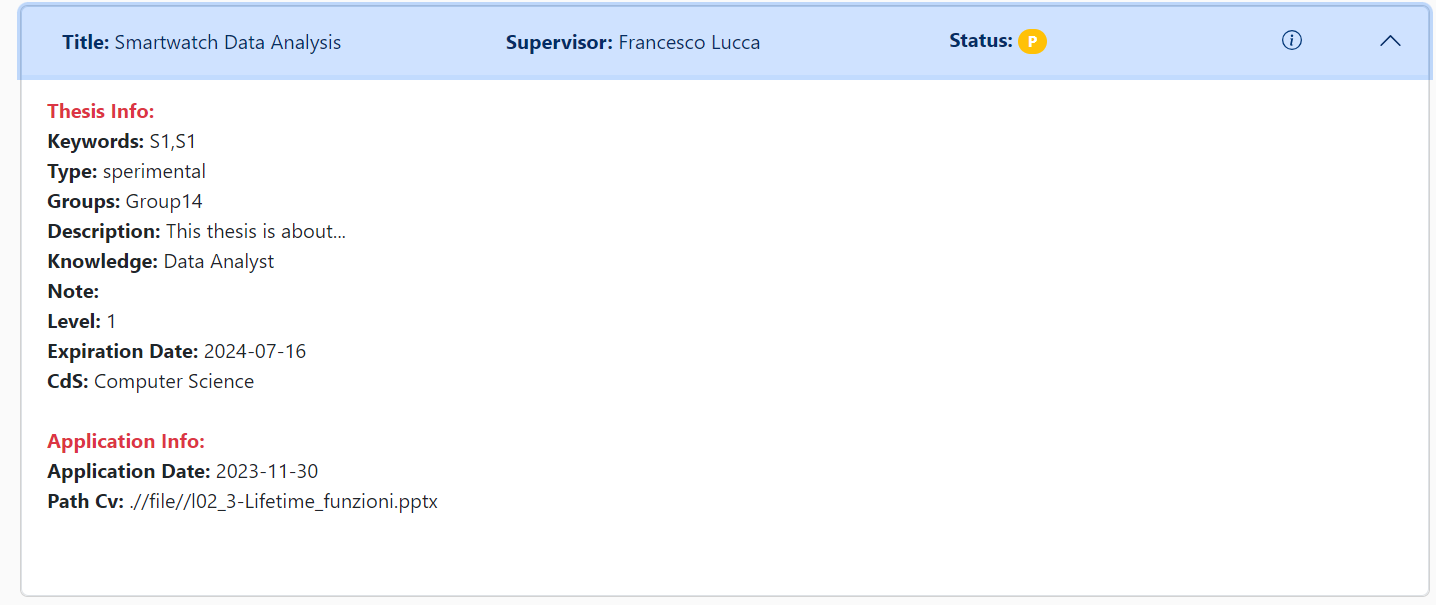 Title: Smartwatch Data Analysis Supervisor: Francesco Lucca Status: P
Thesis Info:
Keywords: S1,S1
Type: sperimental
Groups: Group14
Description: This thesis is about...
Knowledge: Data Analyst
Note:
Level: 1
Expiration Date: 2024-07-16
CdS: Computer Science
Application Info:
Application Date: 2023-11-30
Path Cv: .//file//l02_3-Lifetime_funzioni.pptx